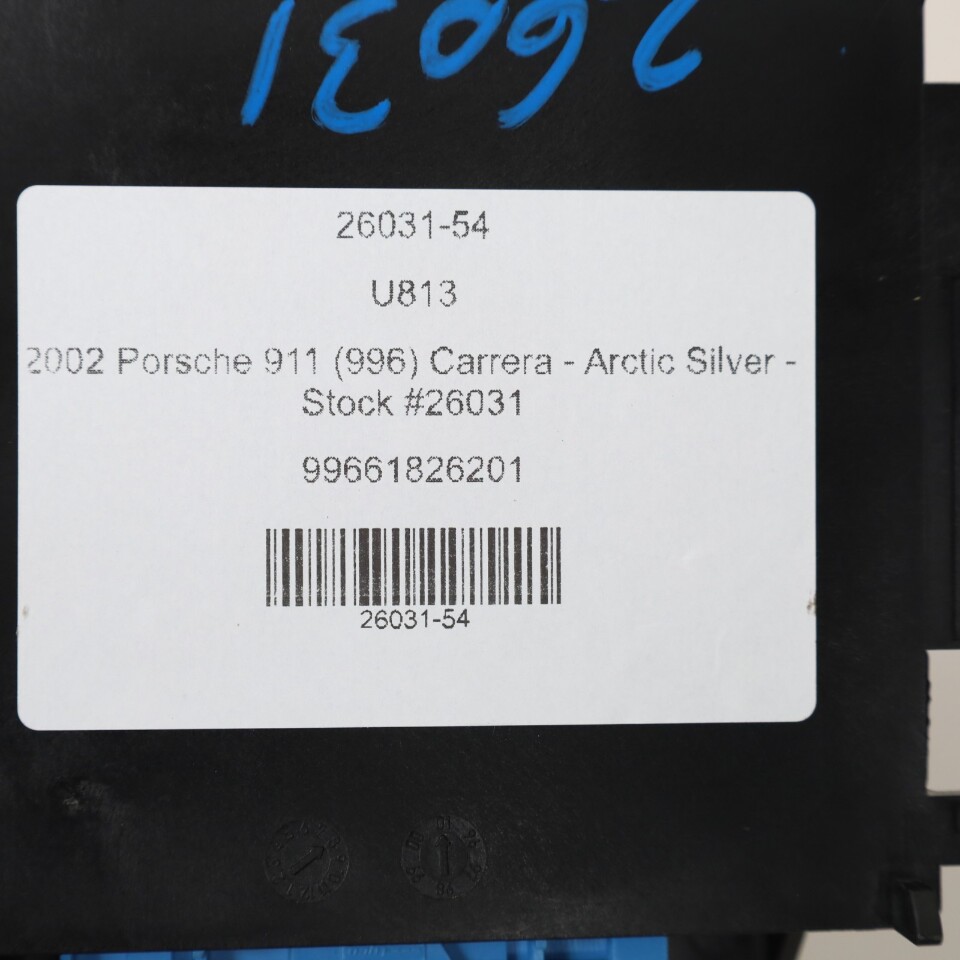 26031
26031-54
U813
2002 Porsche 911 (996) Carrera - Arctic Silver -
Stock #26031
99661826201
26031-54